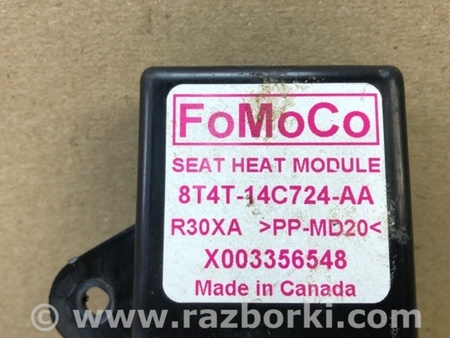 FoMoCo
SEAT HEAT MODULE
8T4T-14C724-AA
R30XA >PP-MD20<
X003356548
Made in Canada
www.razborki.com